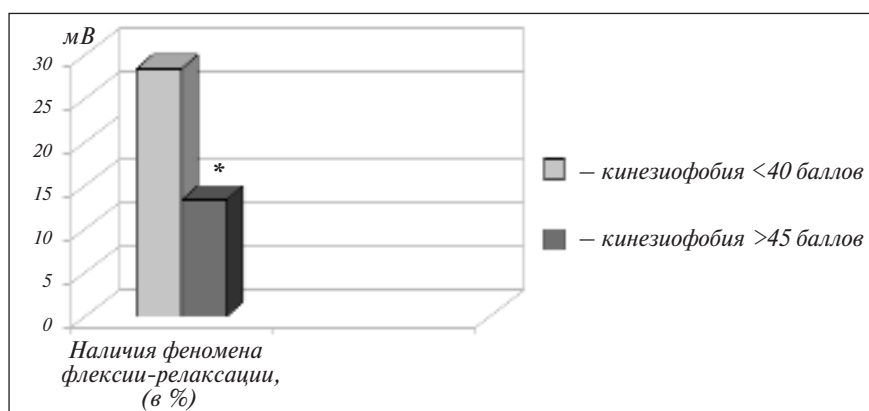 мВ
30
25
20
15
10
5
0
*
Наличия феномена
флексии-релаксации,
(в %)
– кинезиофобия <40 баллов
– кинезиофобия >45 баллов